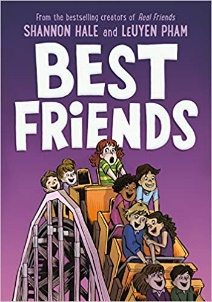 From the bestselling creators of Real Friends
SHANNON HALE AND LEUYEN PHAM
BEST
FRIENDS